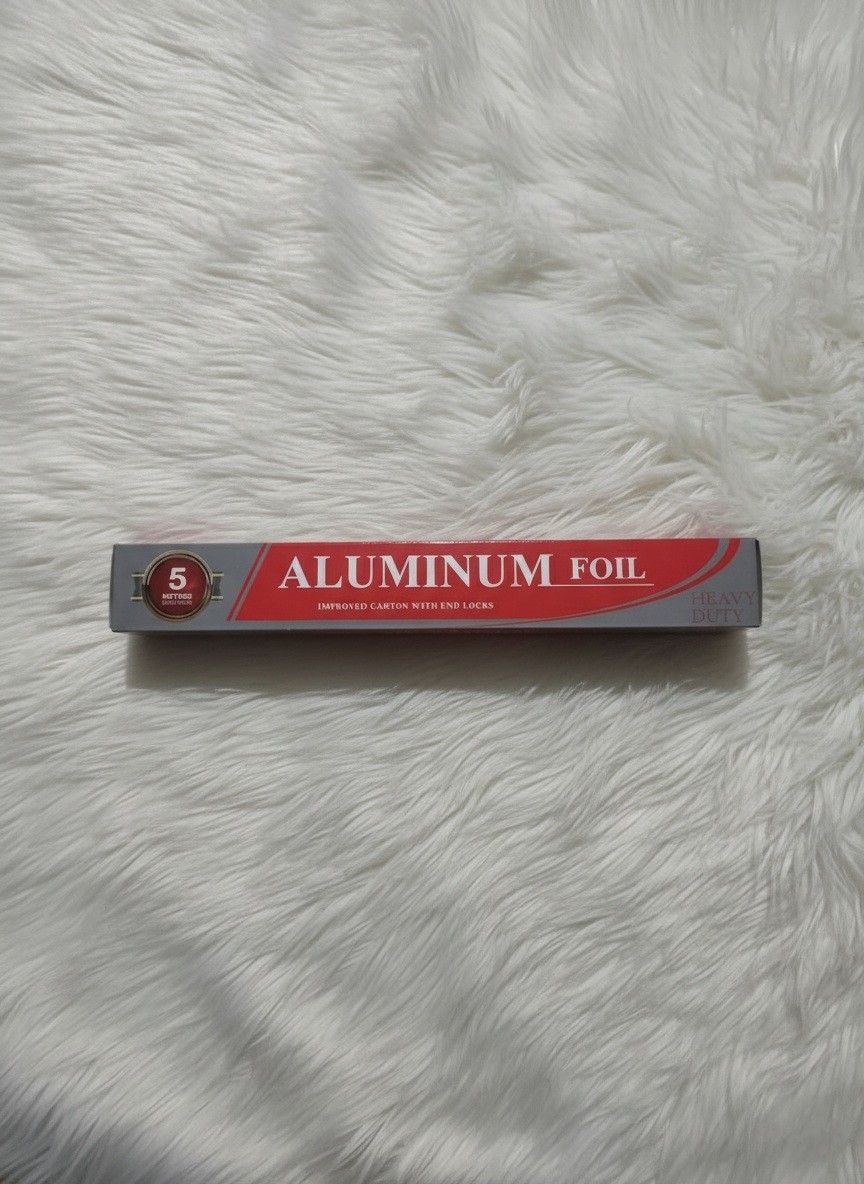 5
ALUMINUM FOIL
IMPROVED CARTON WITH END LOCKS
HEAVY
DUTY